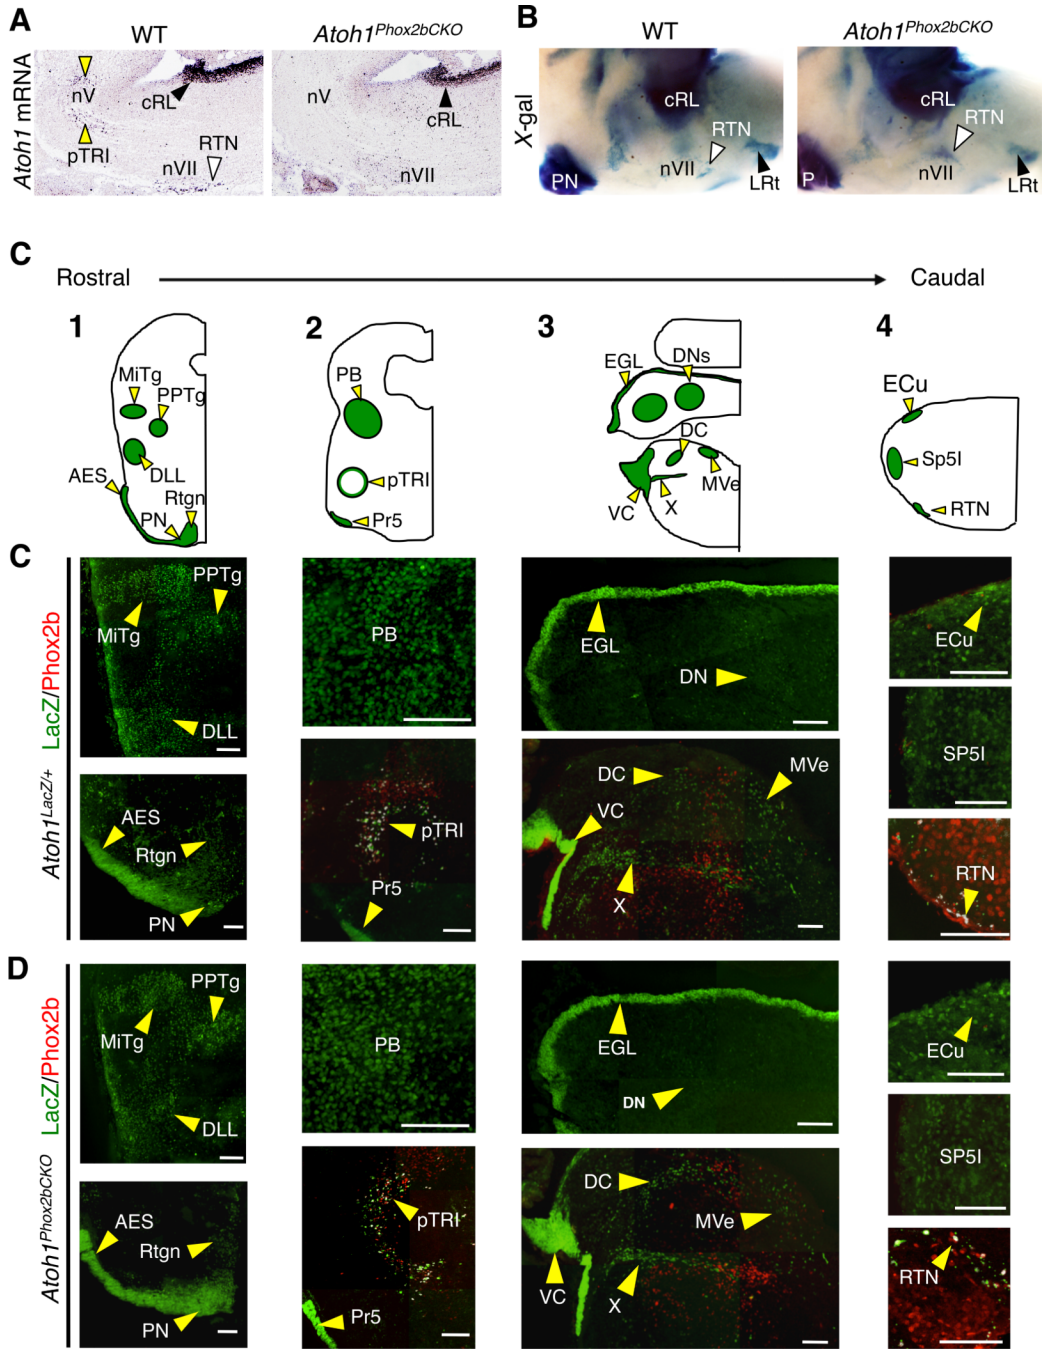 A
WT
Atoh1Phox2bCKO
Atoh1 mRNA
nV
pTRI
cRL
RTN
nVII
nV
cRL
nVII
B
WT
Atoh1Phox2bCKO
X-gal
cRL
RTN
nVII
PN
LRt
cRL
RTN
nVII
P
LRt
C
Rostral
Caudal
1
2
3
4
MiTg
PPTg
DLL
AES
Rtgn
PN
PB
pTRI
Pr5
EGL
DNs
DC
MVe
VC
X
ECu
Sp5I
RTN
C
Atoh1LacZ/+
LacZ/Phox2b
PPTg
MiTg
DLL
AES
Rtgn
PN
PB
pTRI
Pr5
EGL
DN
DC
MVe
VC
X
ECu
SP5I
RTN
D
Atoh1Phox2bCKO
LacZ/Phox2b
PPTg
MiTg
DLL
AES
Rtgn
PN
PB
pTRI
Pr5
EGL
DN
DC
MVe
VC
X
ECu
SP5I
RTN